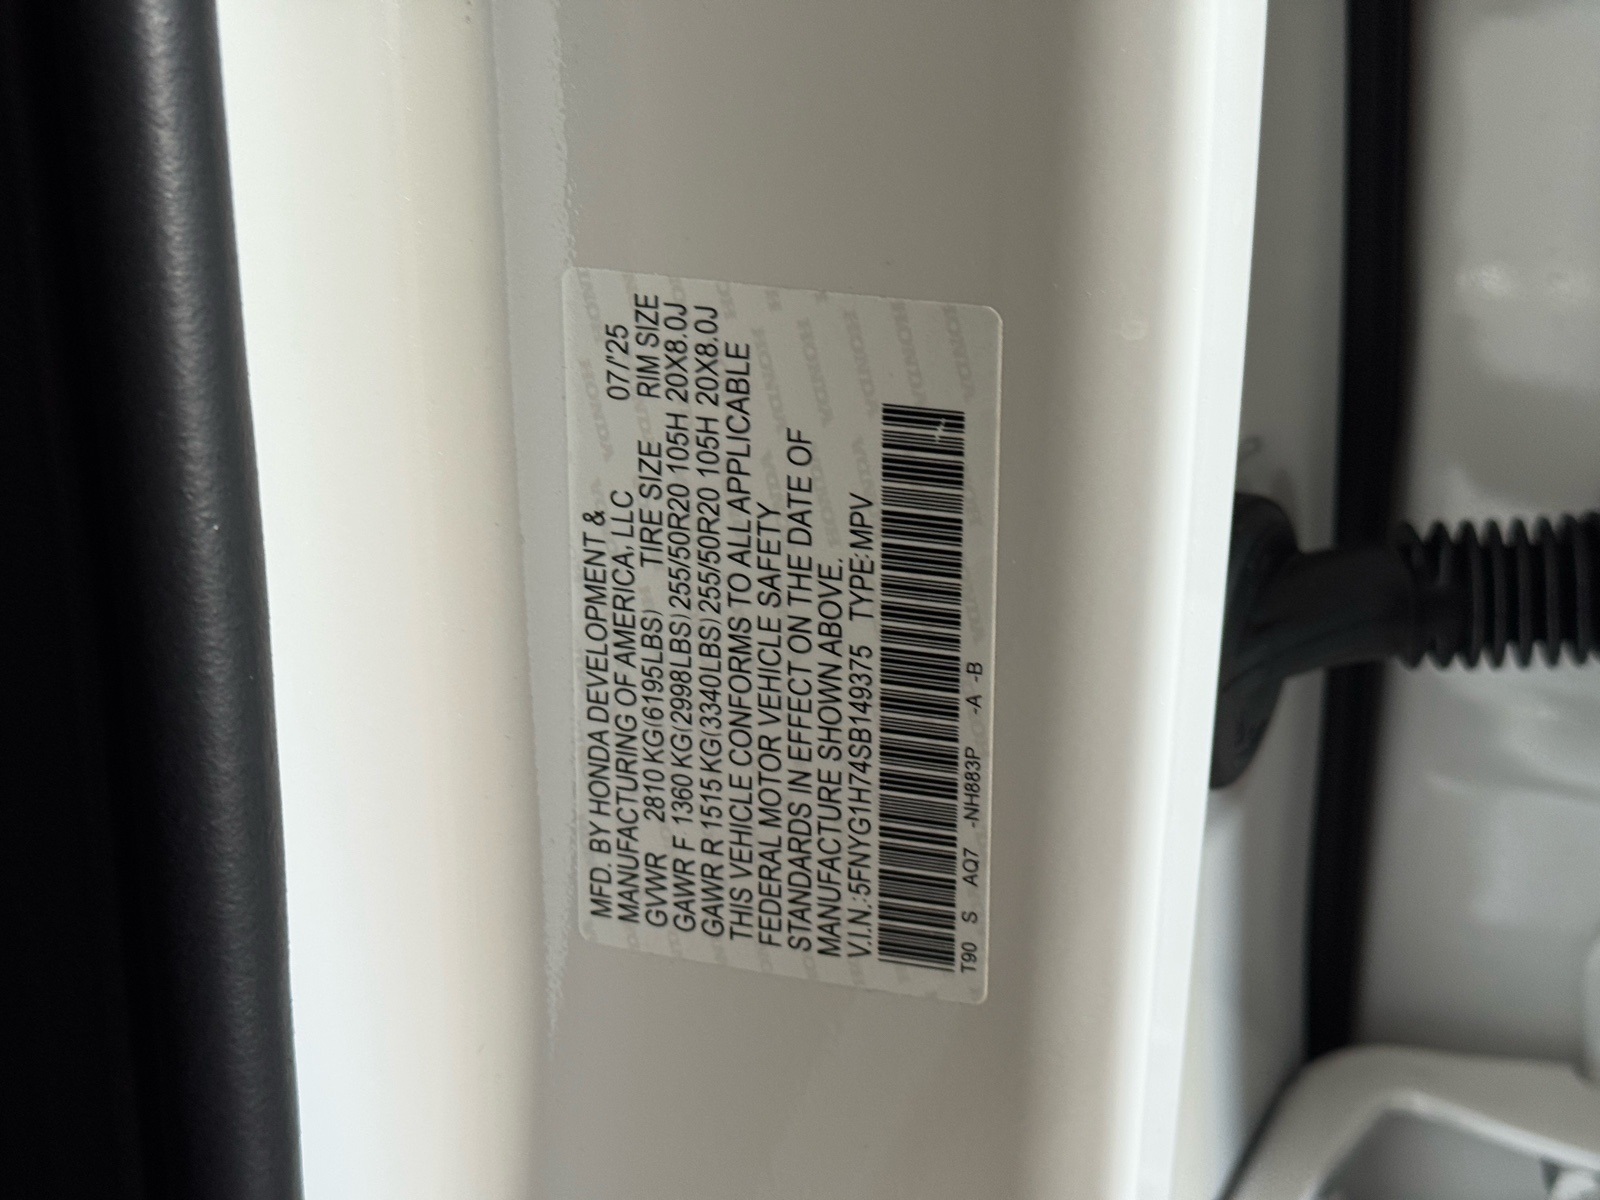 MFD. BY HONDA DEVELOPMENT & 07/'25
MANUFACTURING OF AMERICA, LLC
GVWR 2810 KG(6195LBS) TIRE SIZE RIM SIZE
GAWR F 1360 KG(2998LBS) 255/50R20 105H 20X8.0J
GAWR R 1515 KG(3340LBS) 255/50R20 105H 20X8.0J
THIS VEHICLE CONFORMS TO ALL APPLICABLE
FEDERAL MOTOR VEHICLE SAFETY
STANDARDS IN EFFECT ON THE DATE OF
MANUFACTURE SHOWN ABOVE.
V.I.N.:5FNYG1H74SB149375 TYPE:MPV
T90 S AQ7 -NH883P -A -B